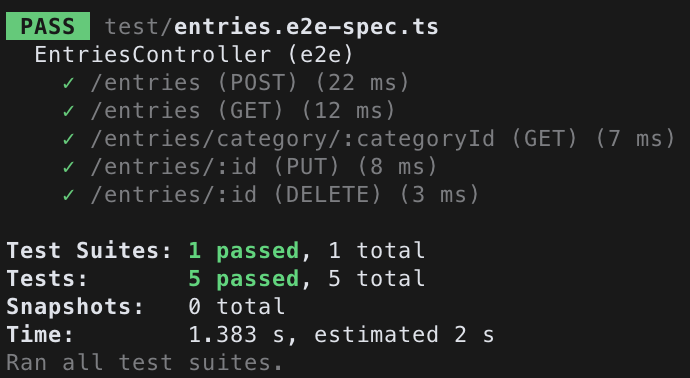 PASS test/entries.e2e-spec.ts
EntriesController (e2e)
✓ /entries (POST) (22 ms)
✓ /entries (GET) (12 ms)
✓ /entries/category/:categoryId (GET) (7 ms)
✓ /entries/:id (PUT) (8 ms)
✓ /entries/:id (DELETE) (3 ms)
Test Suites: 1 passed, 1 total
Tests: 5 passed, 5 total
Snapshots: 0 total
Time: 1.383 s, estimated 2 s
Ran all test suites.